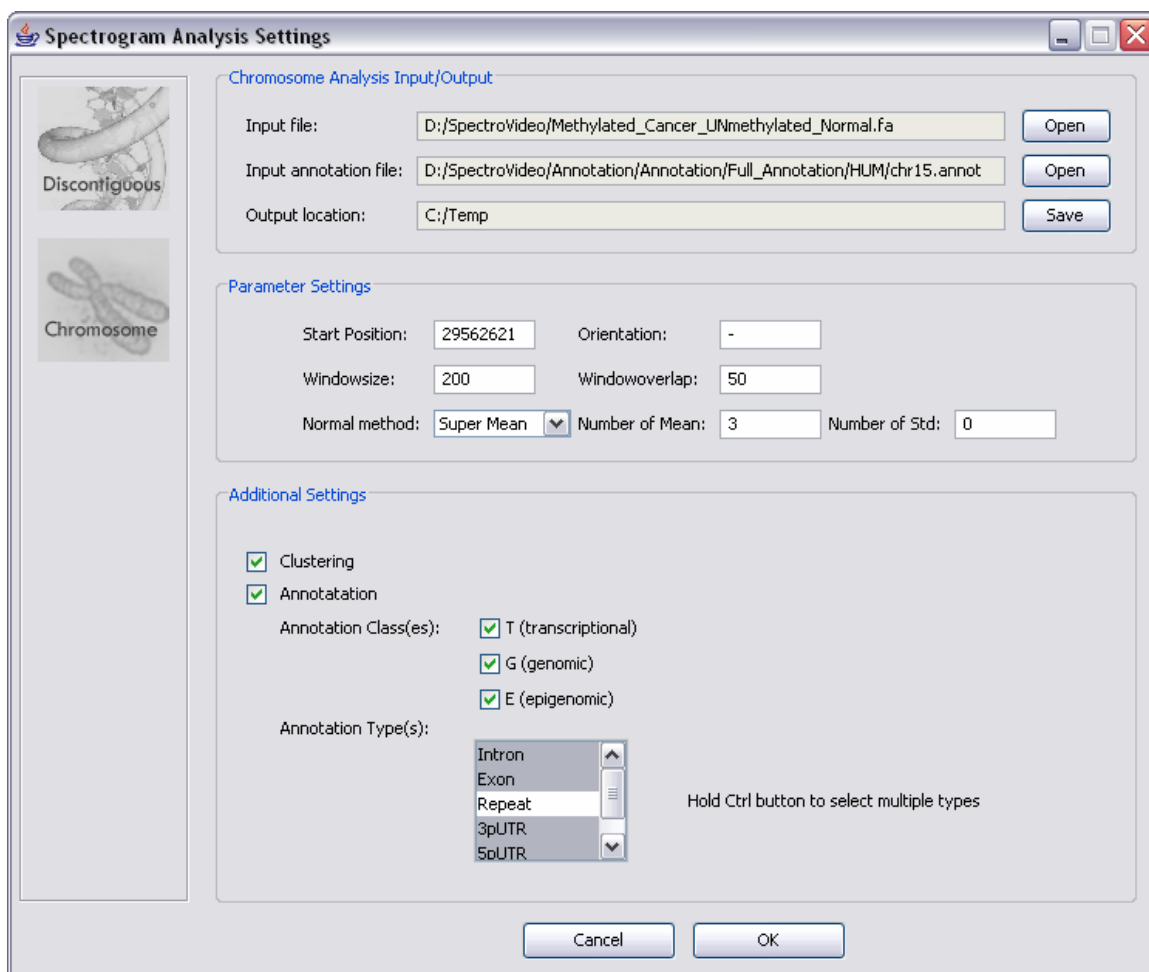 Spectrogram Analysis Settings
Discontiguous
Chromosome
Chromosome Analysis Input/Output
Input file: D:/SpectroVideo/Methylated_Cancer_UNmethylated_Normal.fa Open
Input annotation file: D:/SpectroVideo/Annotation/Annotation/Full_Annotation/HUM/chr15.annot Open
Output location: C:/Temp Save
Parameter Settings
Start Position: 29562621 Orientation: -
Windowsize: 200 Windowoverlap: 50
Normal method: Super Mean Number of Mean: 3 Number of Std: 0
Additional Settings
Clustering
Annotatation
Annotation Class(es): T (transcriptional)
G (genomic)
E (epigenomic)
Annotation Type(s):
Intron
Exon
Repeat
3pUTR
5pUTR
Hold Ctrl button to select multiple types
Cancel OK